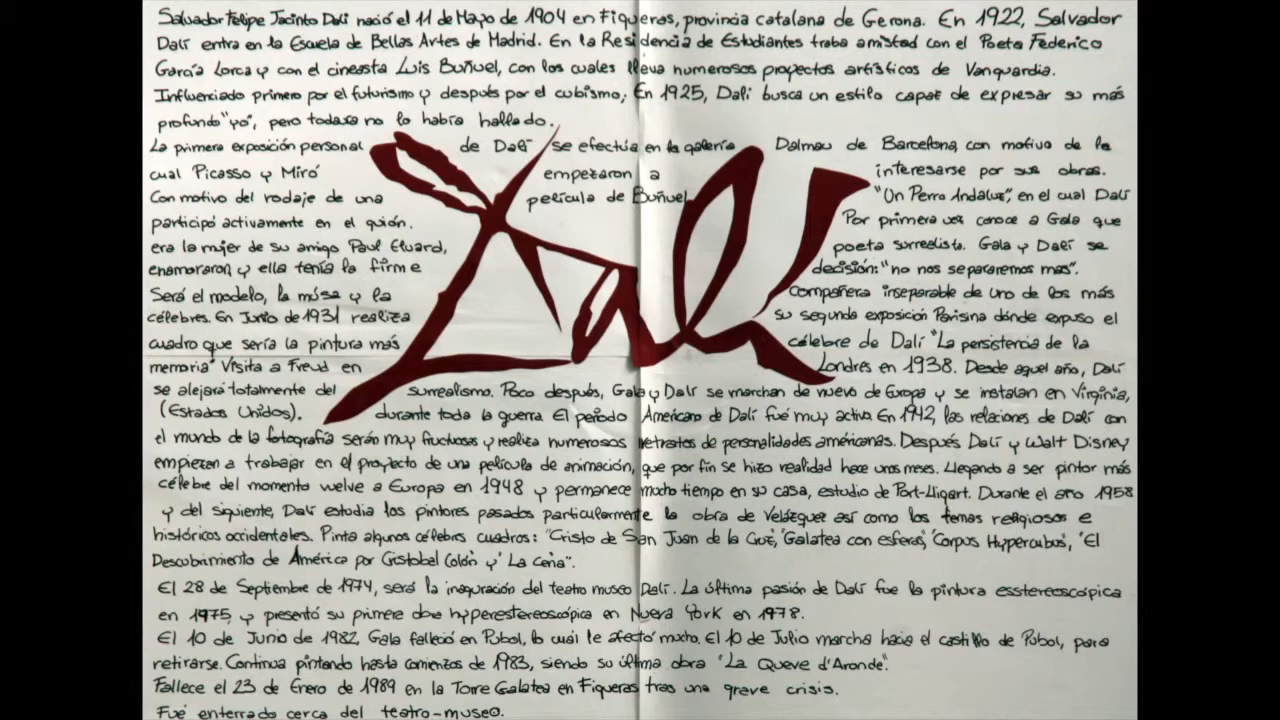 Salvador Felipe Jacinto Dalí nació el 11 de Mayo de 1904 en Figueras, provincia catalana de Gerona. En 1922, Salvador
Dalí entra en la Escuela de Bellas Artes de Madrid. En la Residencia de Estudiantes traba amistad con el Poeta Federico
García Lorca y con el cineasta Luis Buñuel, con los cuales lleva numerosos proyectos artísticos de Vanguardia.
Influenciado primero por el futurismo y después por el cubismo; En 1925, Dalí busca un estilo capaz de expresar su más
profundo "yo", pero todavía no lo había hallado.
La primera exposición personal de Dalí se efectúa en la galería Dalmau de Barcelona, con motivo de la
cual Picasso y Miró empezaron a interesarse por sus obras.
Con motivo del rodaje de una película de Buñuel "Un Perro Andaluz", en el cual Dalí
participó activamente en el guión. Por primera vez conoce a Gala que
era la mujer de su amigo Paul Eluard, poeta surrealista. Gala y Dalí se
enamoraron, y ella tenía la firme decisión: "no nos separaremos mas".
Será el modelo, la músa y la compañera inseparable de uno de los más
célebres. En Junio de 1931 realiza su segunda exposición Parisina dónde expuso el
cuadro que sería la pintura más célebre de Dalí "La persistencia de la
memoria" Visita a Freud en Londres en 1938. Desde aquel año, Dalí
se alejará totalmente del surrealismo. Poco después, Gala y Dalí se marchan de nuevo de Europa y se instalan en Virginia,
(Estados Unidos). durante toda la guerra El período Américano de Dalí fué muy activo En 1942, las relaciones de Dalí con
el mundo de la fotografía serán muy fructuosas y realiza numerosos retratos de personalidades américanas. Después Dalí y Walt Disney
empiezan a trabajar en el proyecto de una película de animación, que por fin se hizo realidad hace unos meses. Llegando a ser pintor más
célebre del momento vuelve a Europa en 1948 y permanece mucho tiempo en su casa, estudio de Port-Lligart. Durante el año 1958
y del siguiente, Dalí estudia los pintores pasados particularmente la obra de Velázquez así como los temas religiosos e
históricos occidentales. Pinta algunos célebres cuadros: "Cristo de San Juan de la Cruz", "Galatea con esferas", "Corpus Hypercubus", "El
Descubrimiento de América por Cristobal Colón y "La Cena".
El 28 de Septiembre de 1974, será la inaguración del teatro museo Dalí. La última pasión de Dalí fue la pintura esstereoscópica
en 1975, y presentó su primera obra hyperestereoscópica en Nueva York en 1978.
El 10 de Junio de 1982, Gala falleció en Púbol, lo cuál le afectó mucho. El 10 de Julio marcha hacia el castillo de Púbol, para
retirarse. Continua pintando hasta comienzos de 1983, siendo su última obra "La Queve d'Aronde".
Fallece el 23 de Enero de 1989 en la Torre Galatea en Figueras tras una grave crisis.
Fué enterrado cerca del teatro-museo.
Dalí